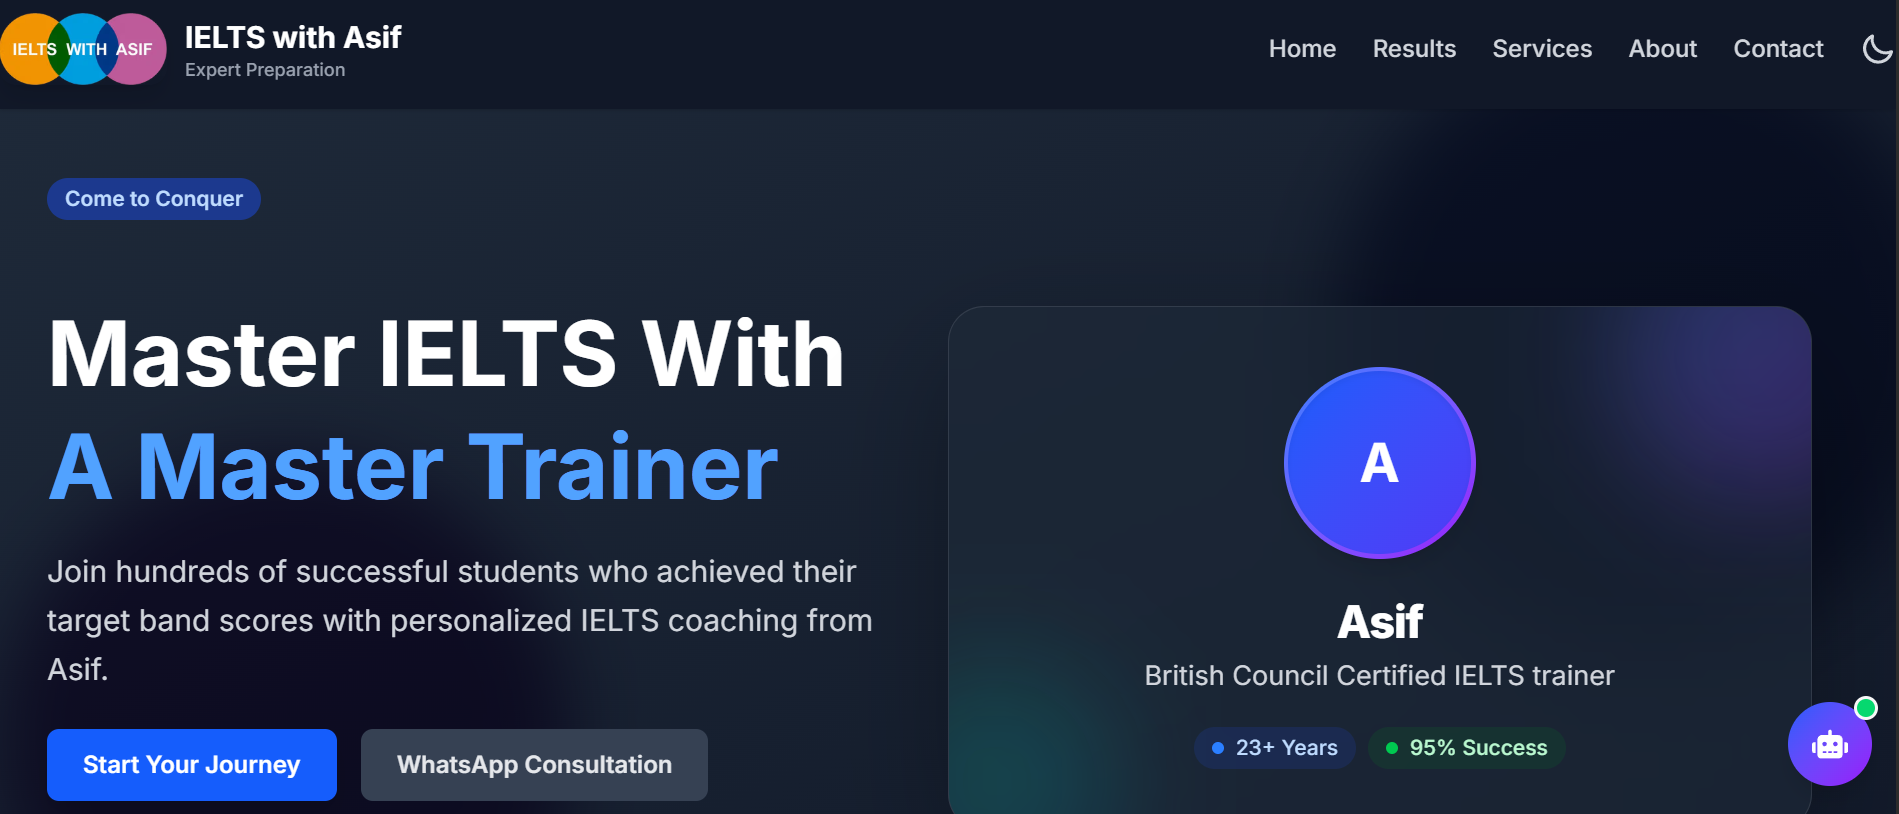 IELTS WITH ASIF
IELTS with Asif
Expert Preparation
Home Results Services About Contact
Come to Conquer
Master IELTS With
A Master Trainer
Join hundreds of successful students who achieved their
target band scores with personalized IELTS coaching from
Asif.
Start Your Journey
WhatsApp Consultation
A
Asif
British Council Certified IELTS trainer
23+ Years
95% Success